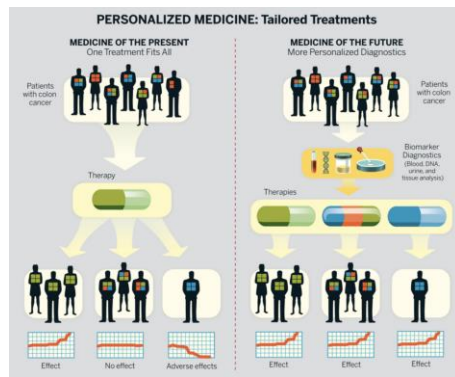 PERSONALIZED MEDICINE: Tailored Treatments
MEDICINE OF THE PRESENT
One Treatment Fits All
Patients
with colon
cancer
Therapy
Effect
No effect
Adverse effects
MEDICINE OF THE FUTURE
More Personalized Diagnostics
Patients
with colon
cancer
Biomarker
Diagnostics
(Blood, DNA,
urine, and
tissue analysis)
Therapies
Effect
Effect
Effect